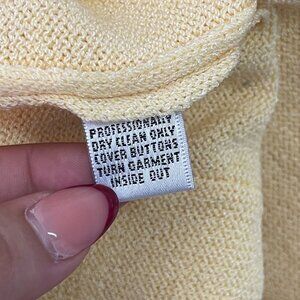 PROFESSIONALLY
DRY CLEAN ONLY
COVER BUTTONS
TURN GARMENT
INSIDE OUT